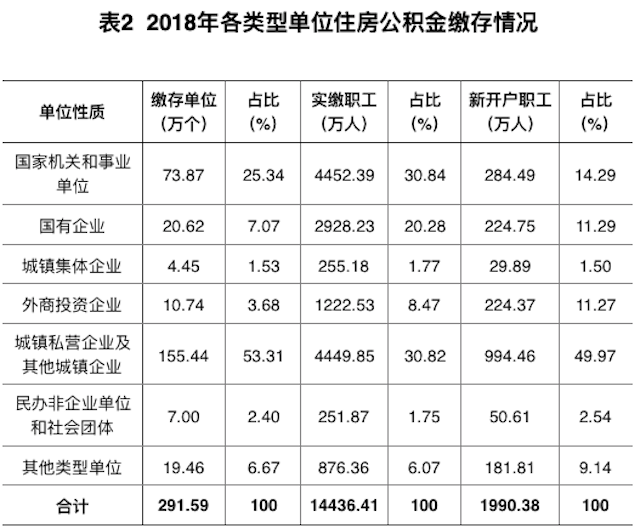 表2 2018年各类型单位住房公积金缴存情况
单位性质 缴存单位（万个） 占比（%） 实缴职工（万人） 占比（%） 新开户职工（万人） 占比（%）
国家机关和事业单位 73.87 25.34 4452.39 30.84 284.49 14.29
国有企业 20.62 7.07 2928.23 20.28 224.75 11.29
城镇集体企业 4.45 1.53 255.18 1.77 29.89 1.50
外商投资企业 10.74 3.68 1222.53 8.47 224.37 11.27
城镇私营企业及其他城镇企业 155.44 53.31 4449.85 30.82 994.46 49.97
民办非企业单位和社会团体 7.00 2.40 251.87 1.75 50.61 2.54
其他类型单位 19.46 6.67 876.36 6.07 181.81 9.14
合计 291.59 100 14436.41 100 1990.38 100